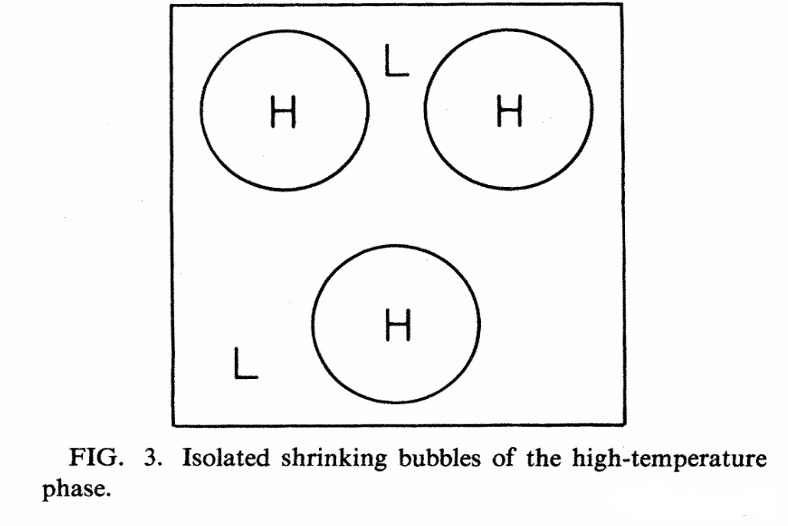 L
H
H
H
L
FIG. 3. Isolated shrinking bubbles of the high-temperature
phase.